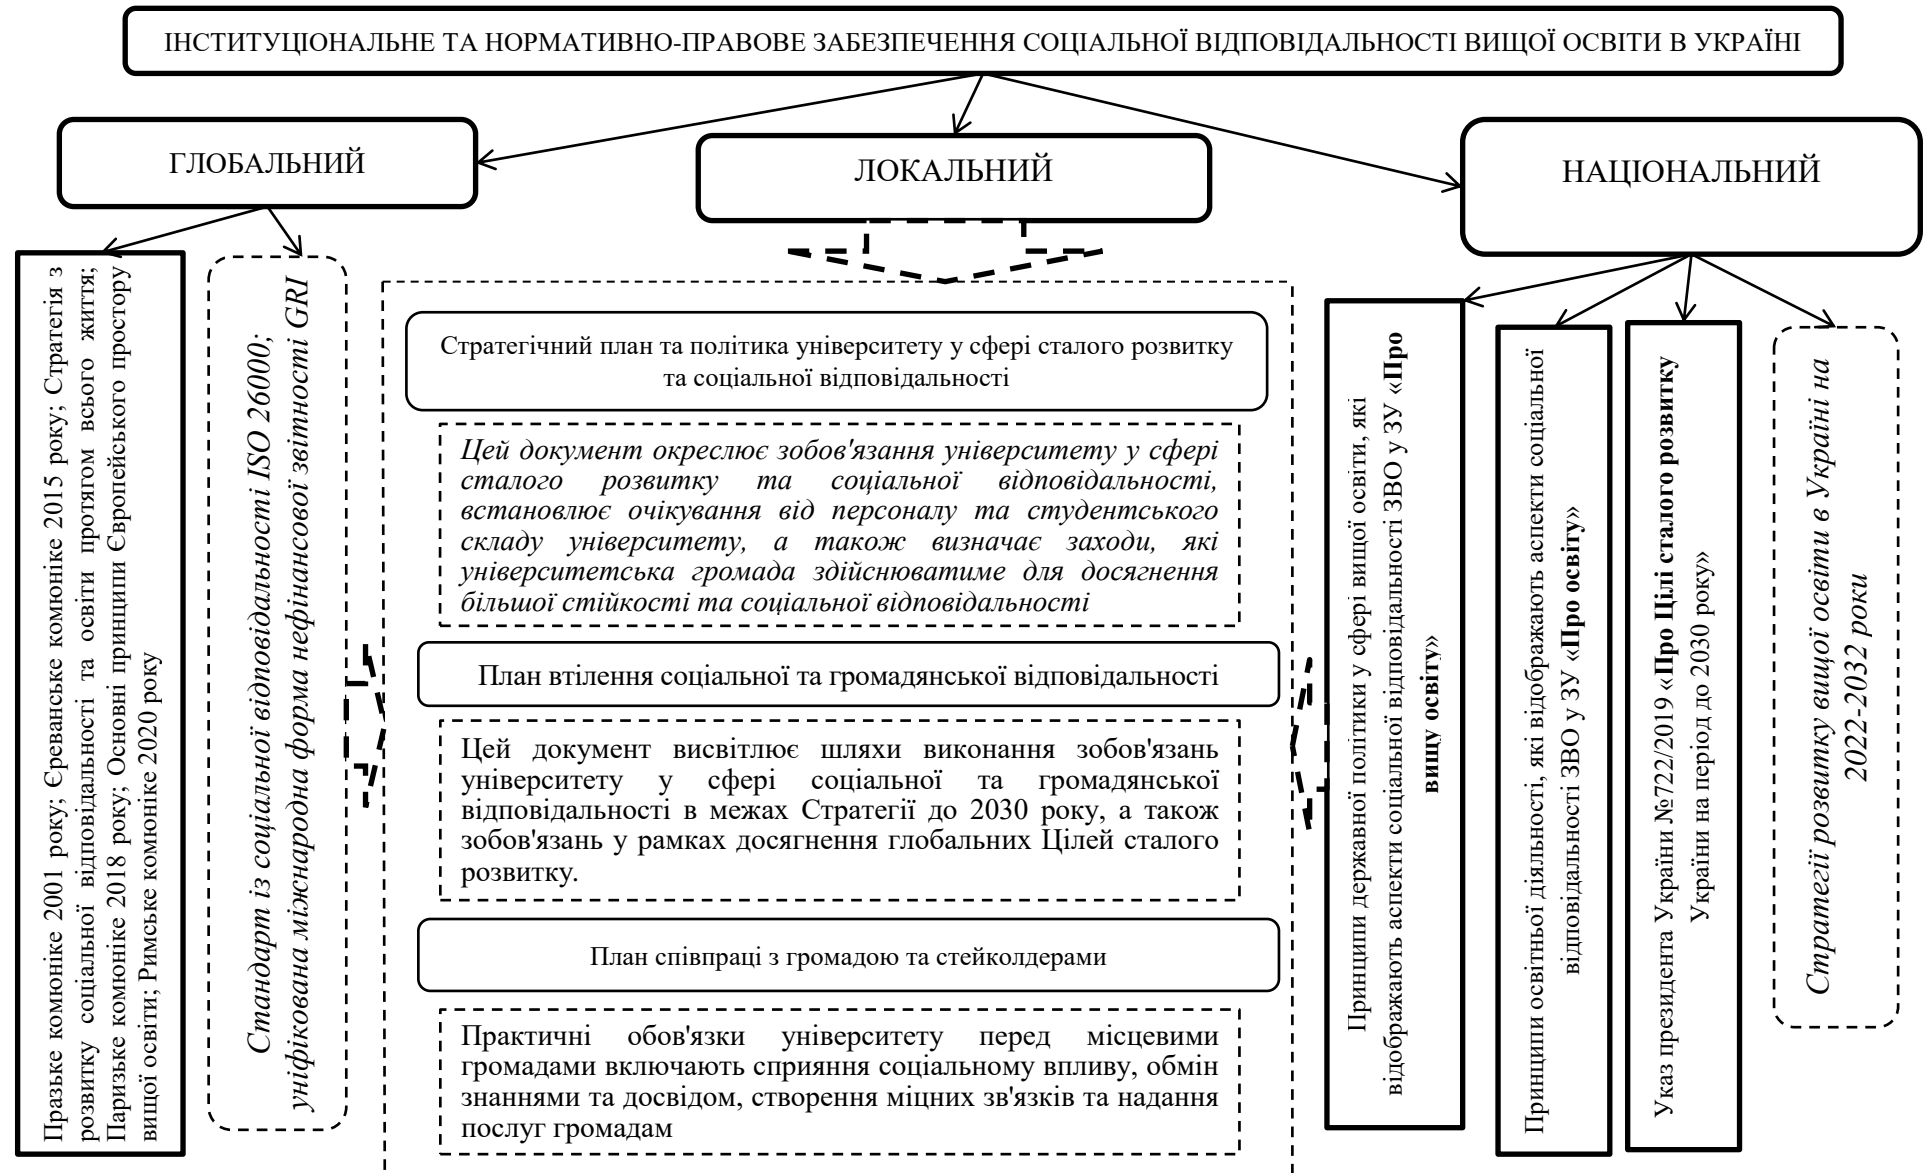 ІНСТИТУЦІОНАЛЬНЕ ТА НОРМАТИВНО-ПРАВОВЕ ЗАБЕЗПЕЧЕННЯ СОЦІАЛЬНОЇ ВІДПОВІДАЛЬНОСТІ ВИЩОЇ ОСВІТИ В УКРАЇНІ
ГЛОБАЛЬНИЙ
ЛОКАЛЬНИЙ
НАЦІОНАЛЬНИЙ
Празьке комюніке 2001 року; Єреванське комюніке 2015 року; Стратегія з
розвитку соціальної відповідальності та освіти протягом всього життя;
Паризьке комюніке 2018 року; Основні принципи Європейського простору
вищої освіти; Римське комюніке 2020 року
Стандарт із соціальної відповідальності ISO 26000;
уніфікована міжнародна форма нефінансової звітності GRI
Стратегічний план та політика університету у сфері сталого розвитку
та соціальної відповідальності
Цей документ окреслює зобов'язання університету у сфері
сталого розвитку та соціальної відповідальності,
встановлює очікування від персоналу та студентського
складу університету, а також визначає заходи, які
університетська громада здійснюватиме для досягнення
більшої стійкості та соціальної відповідальності
План втілення соціальної та громадянської відповідальності
Цей документ висвітлює шляхи виконання зобов'язань
університету у сфері соціальної та громадянської
відповідальності в межах Стратегії до 2030 року, а також
зобов'язань у рамках досягнення глобальних Цілей сталого
розвитку.
План співпраці з громадою та стейколдерами
Практичні обов'язки університету перед місцевими
громадами включають сприяння соціальному впливу, обмін
знаннями та досвідом, створення міцних зв'язків та надання
послуг громадам
Принципи державної політики у сфері вищої освіти, які
відображають аспекти соціальної відповідальності ЗВО у ЗУ «Про
вищу освіту»
Принципи освітньої діяльності, які відображають аспекти соціальної
відповідальності ЗВО у ЗУ «Про освіту»
Указ президента України №722/2019 «Про Цілі сталого розвитку
України на період до 2030 року»
Стратегії розвитку вищої освіти в Україні на
2022-2032 роки